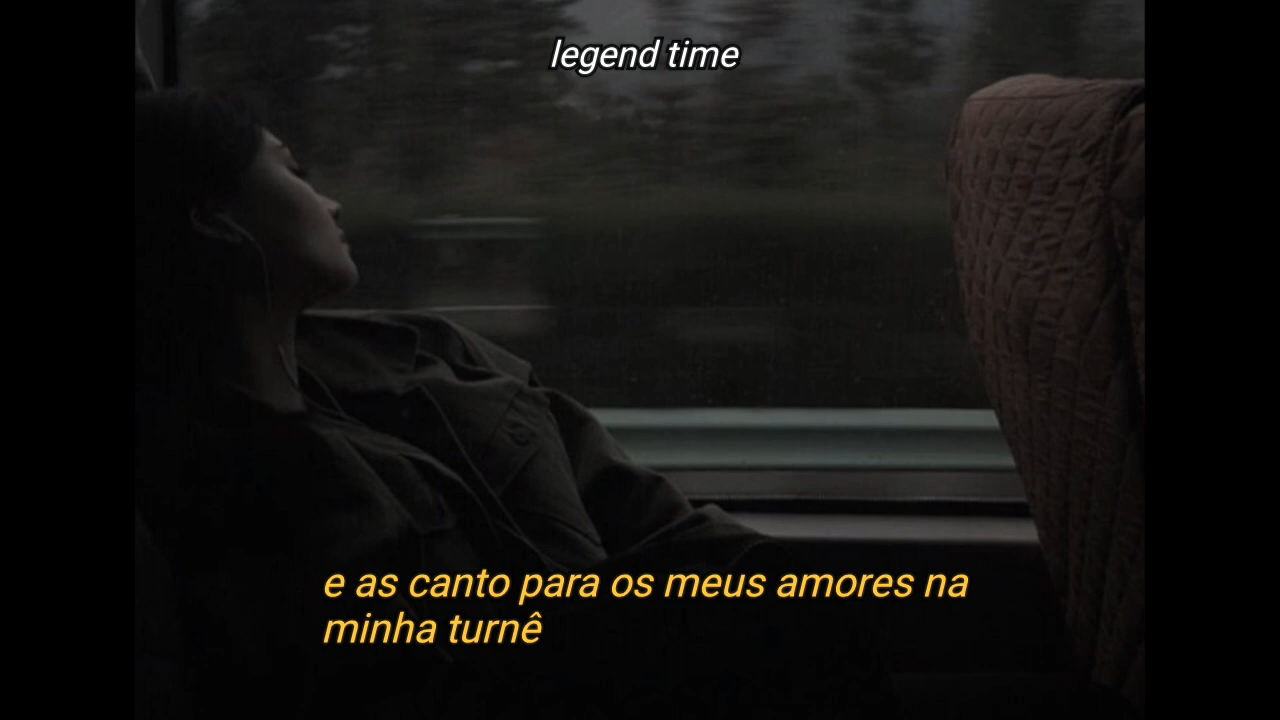 legend time
e as canto para os meus amores na
minha turnê